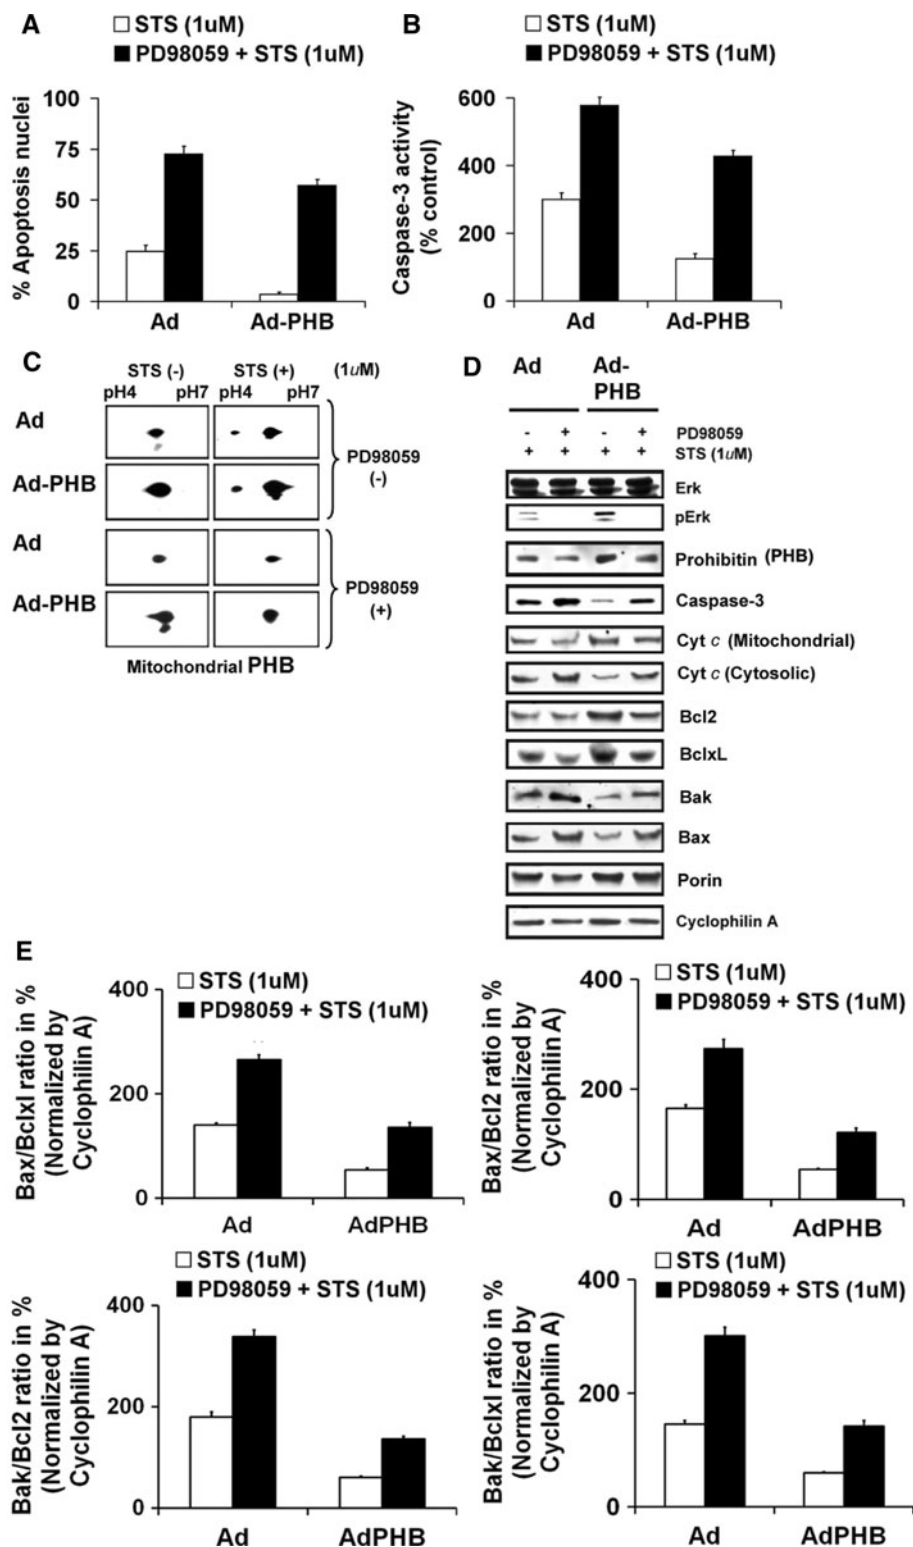 A
STS (1uM)
PD98059 + STS (1uM)
% Apoptosis nuclei
100
75
50
25
0
Ad
Ad-PHB
B
STS (1uM)
PD98059 + STS (1uM)
Caspase-3 activity
(% control)
600
400
200
0
Ad
Ad-PHB
C
STS (-)
STS (+)
(1uM)
pH4
pH7
pH4
pH7
Ad
Ad-PHB
PD98059
(-)
Ad
Ad-PHB
PD98059
(+)
Mitochondrial PHB
D
Ad
Ad-
PHB
- + - + PD98059
+ + + + STS (1uM)
Erk
pErk
Prohibitin (PHB)
Caspase-3
Cyt c (Mitochondrial)
Cyt c (Cytosolic)
Bcl2
BclxL
Bak
Bax
Porin
Cyclophilin A
E
STS (1uM)
PD98059 + STS (1uM)
Bax/Bclxl ratio in %
(Normalized by
Cyclophilin A)
400
200
0
Ad
AdPHB
STS (1uM)
PD98059 + STS (1uM)
Bax/Bcl2 ratio in %
(Normalized by
Cyclophilin A)
400
200
0
Ad
AdPHB
STS (1uM)
PD98059 + STS (1uM)
Bak/Bcl2 ratio in %
(Normalized by
Cyclophilin A)
400
200
0
Ad
AdPHB
STS (1uM)
PD98059 + STS (1uM)
Bak/Bclxl ratio in %
(Normalized by
Cyclophilin A)
400
200
0
Ad
AdPHB